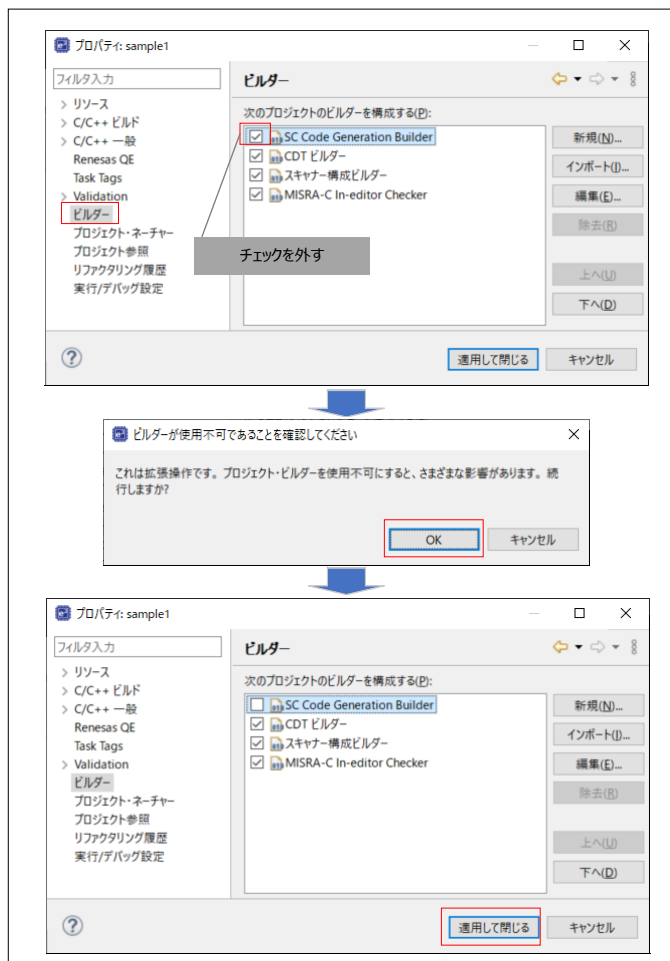 プロパティ: sample1
フィルタ入力
リソース
C/C++ ビルド
C/C++ 一般
Renesas QE
Task Tags
Validation
ビルダー
プロジェクト・ネーチャー
プロジェクト参照
リファクタリング履歴
実行/デバッグ設定
ビルダー
次のプロジェクトのビルダーを構成する(P):
SC Code Generation Builder
CDT ビルダー
スキャナー構成ビルダー
MISRA-C In-editor Checker
新規(N)...
インポート(I)...
編集(E)...
除去(R)
上へ(U)
下へ(D)
チェックを外す
適用して閉じる
キャンセル
ビルダーが使用不可であることを確認してください
これは拡張操作です。プロジェクト・ビルダーを使用不可にすると、さまざまな影響があります。続
行しますか?
OK
キャンセル
プロパティ: sample1
フィルタ入力
リソース
C/C++ ビルド
C/C++ 一般
Renesas QE
Task Tags
Validation
ビルダー
プロジェクト・ネーチャー
プロジェクト参照
リファクタリング履歴
実行/デバッグ設定
ビルダー
次のプロジェクトのビルダーを構成する(P):
SC Code Generation Builder
CDT ビルダー
スキャナー構成ビルダー
MISRA-C In-editor Checker
新規(N)...
インポート(I)...
編集(E)...
除去(R)
上へ(U)
下へ(D)
適用して閉じる
キャンセル